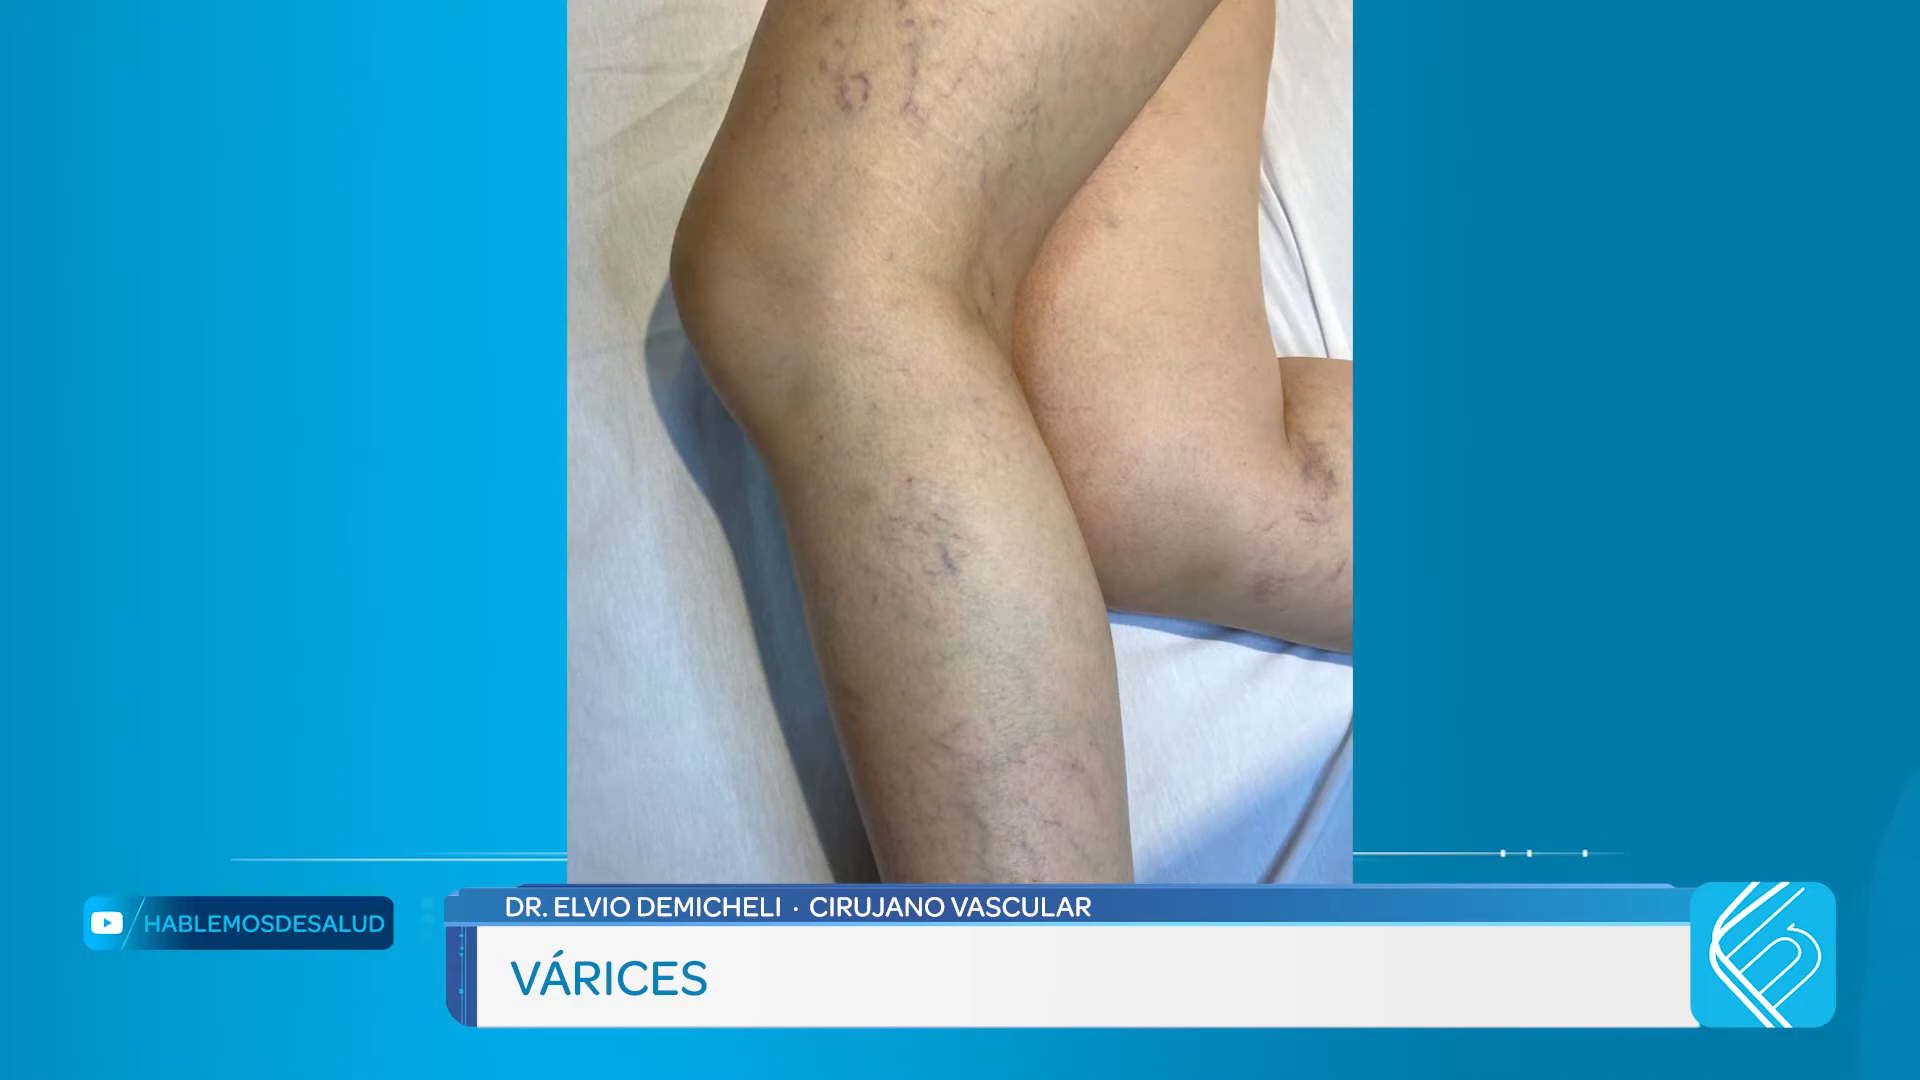 DR. ELVIO DEMICHELI · CIRUJANO VASCULAR
HABLEMOSDESALUD
VÁRICES